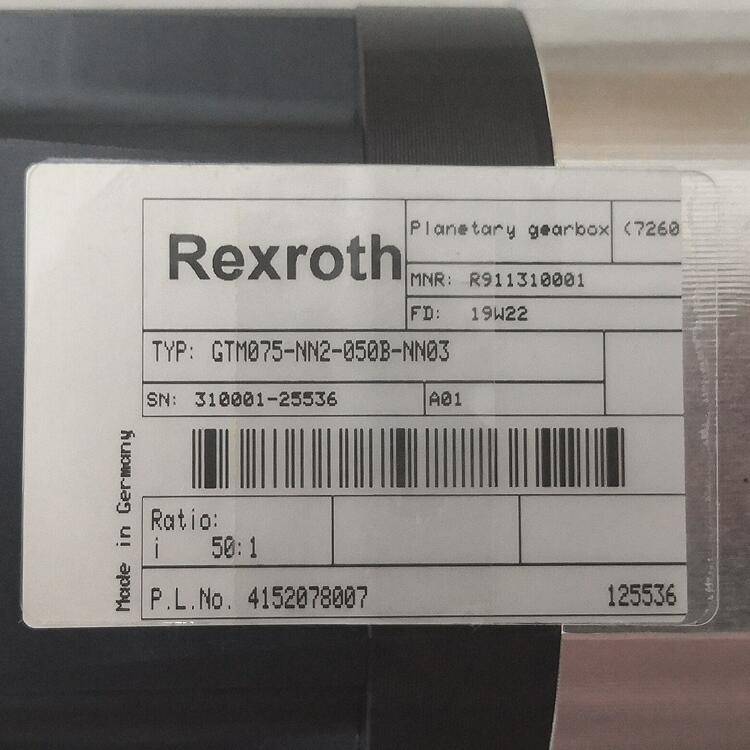 Rexroth
Planetary gearbox (7260
MNR: R911310001
FD: 19W22
TYP: GTM075-NN2-050B-NN03
SN: 310001-25536 A01
Made in Germany
Ratio:
i 50:1
P.L.No. 4152078007 125536